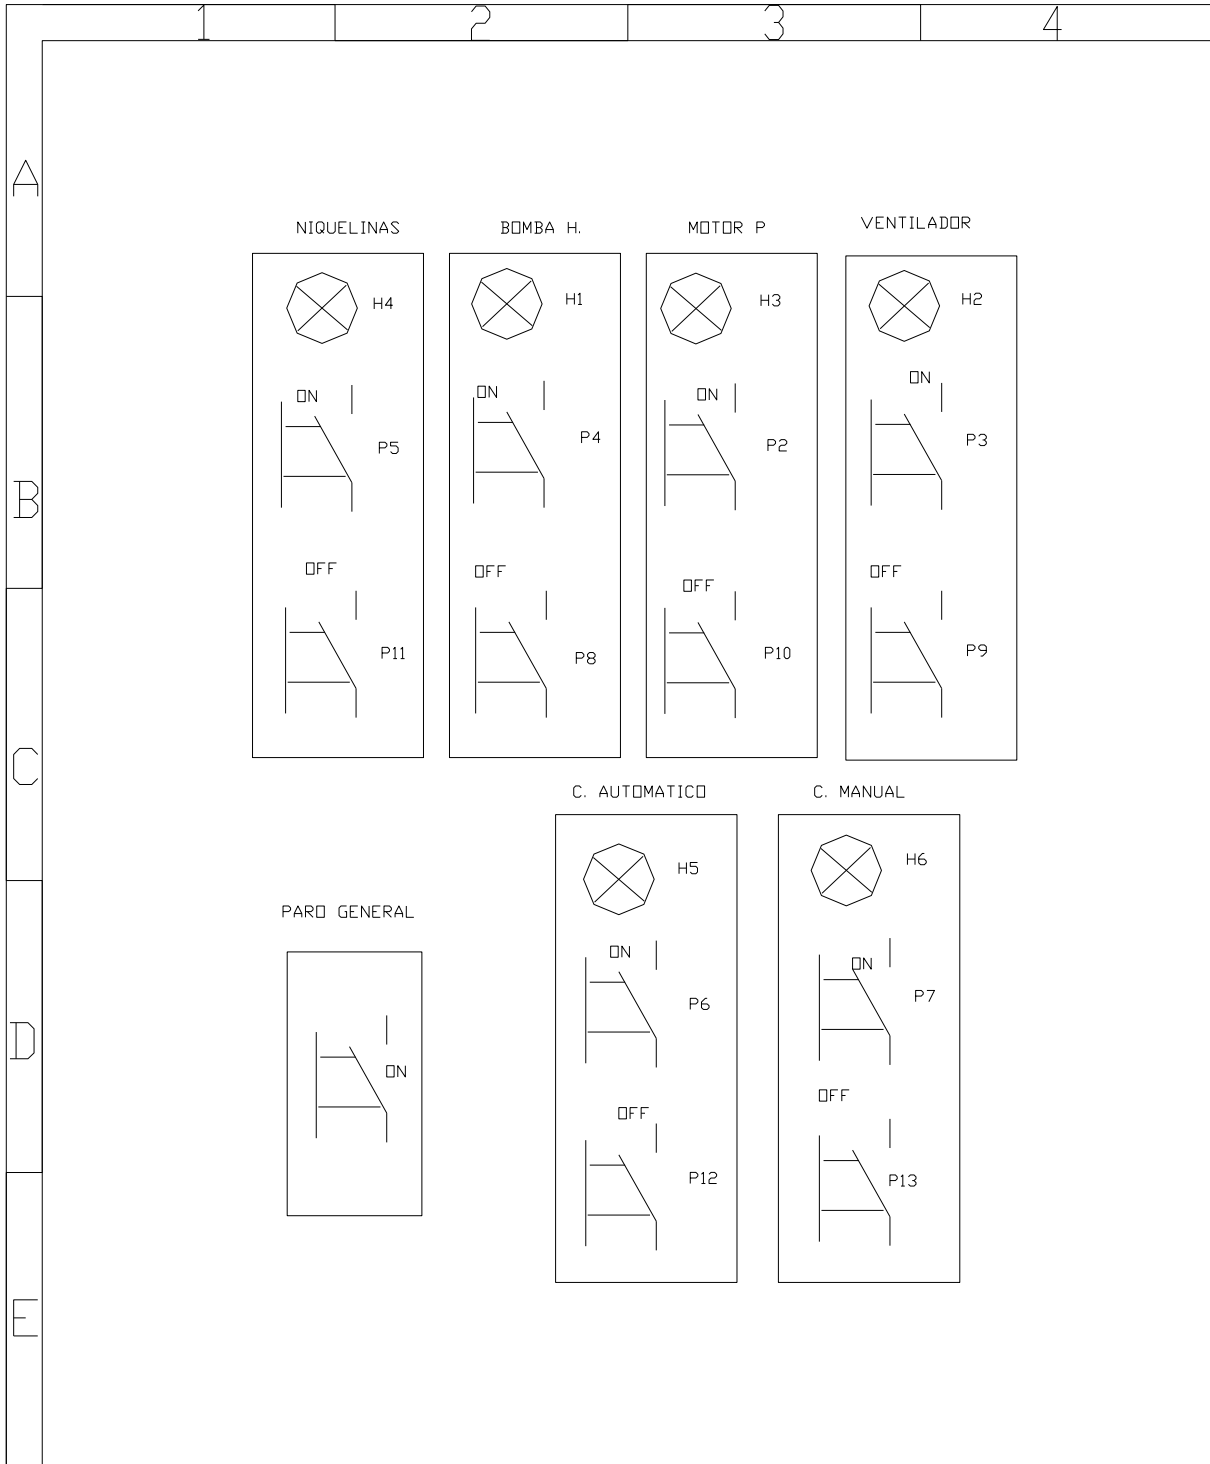 1 2 3 4
A
NIQUELINAS BOMBA H. MOTOR P VENTILADOR
H4 H1 H3 H2
ON ON ON ON
P5 P4 P2 P3
B
OFF OFF OFF OFF
P11 P8 P10 P9
C
C. AUTOMATICO C. MANUAL
H5 H6
PARO GENERAL
ON ON
P6 P7
D
ON
OFF OFF
P12 P13
E